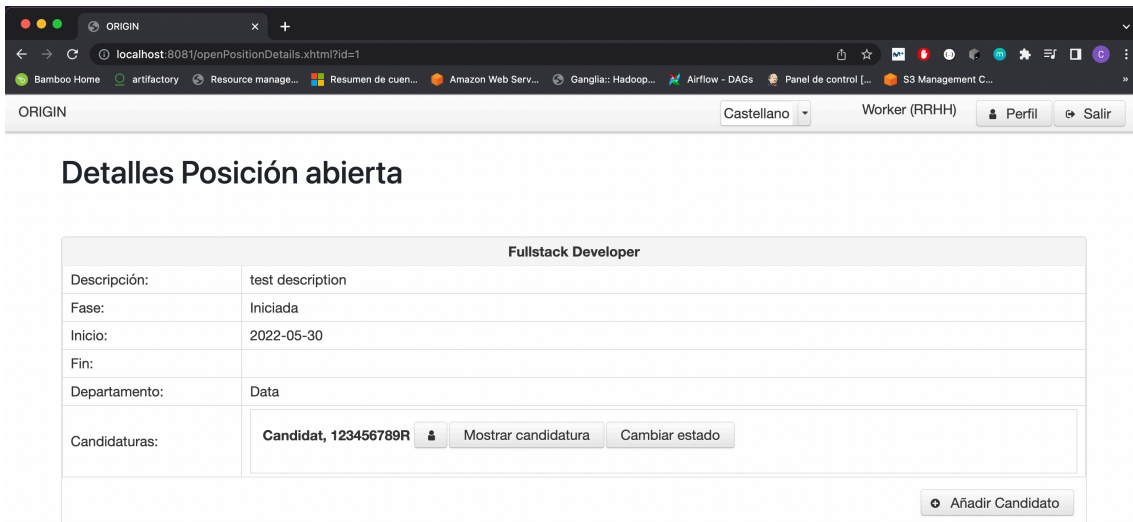 ORIGIN
localhost:8081/openPositionDetails.xhtml?id=1
Bamboo Home artifactory Resource manage... Resumen de cuen... Amazon Web Serv... Ganglia:: Hadoop... Airflow - DAGs Panel de control [... S3 Management C... »
ORIGIN Castellano Worker (RRHH) Perfil Salir
Detalles Posición abierta
Fullstack Developer
Descripción: test description
Fase: Iniciada
Inicio: 2022-05-30
Fin:
Departamento: Data
Candidaturas: Candidat, 123456789R Mostrar candidatura Cambiar estado
Añadir Candidato